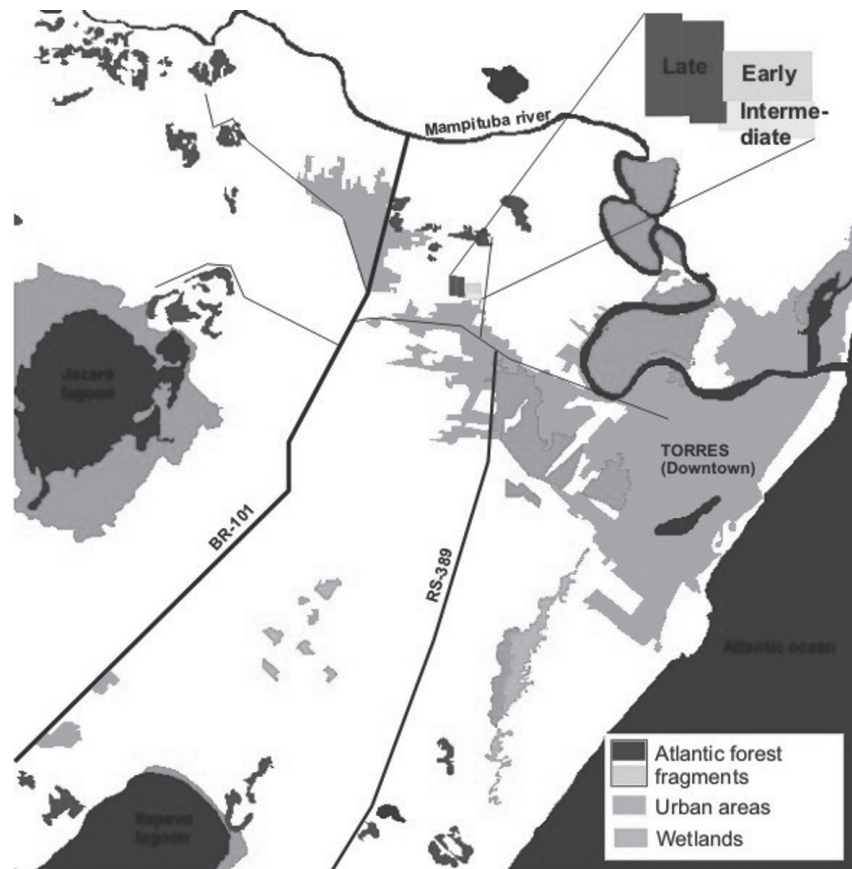 Late
Early
Interme-
diate
Mampituba river
Jacaré
lagoon
TORRES
(Downtown)
BR-101
RS-389
Atlantic ocean
Itapeva
lagoon
Atlantic forest
fragments
Urban areas
Wetlands